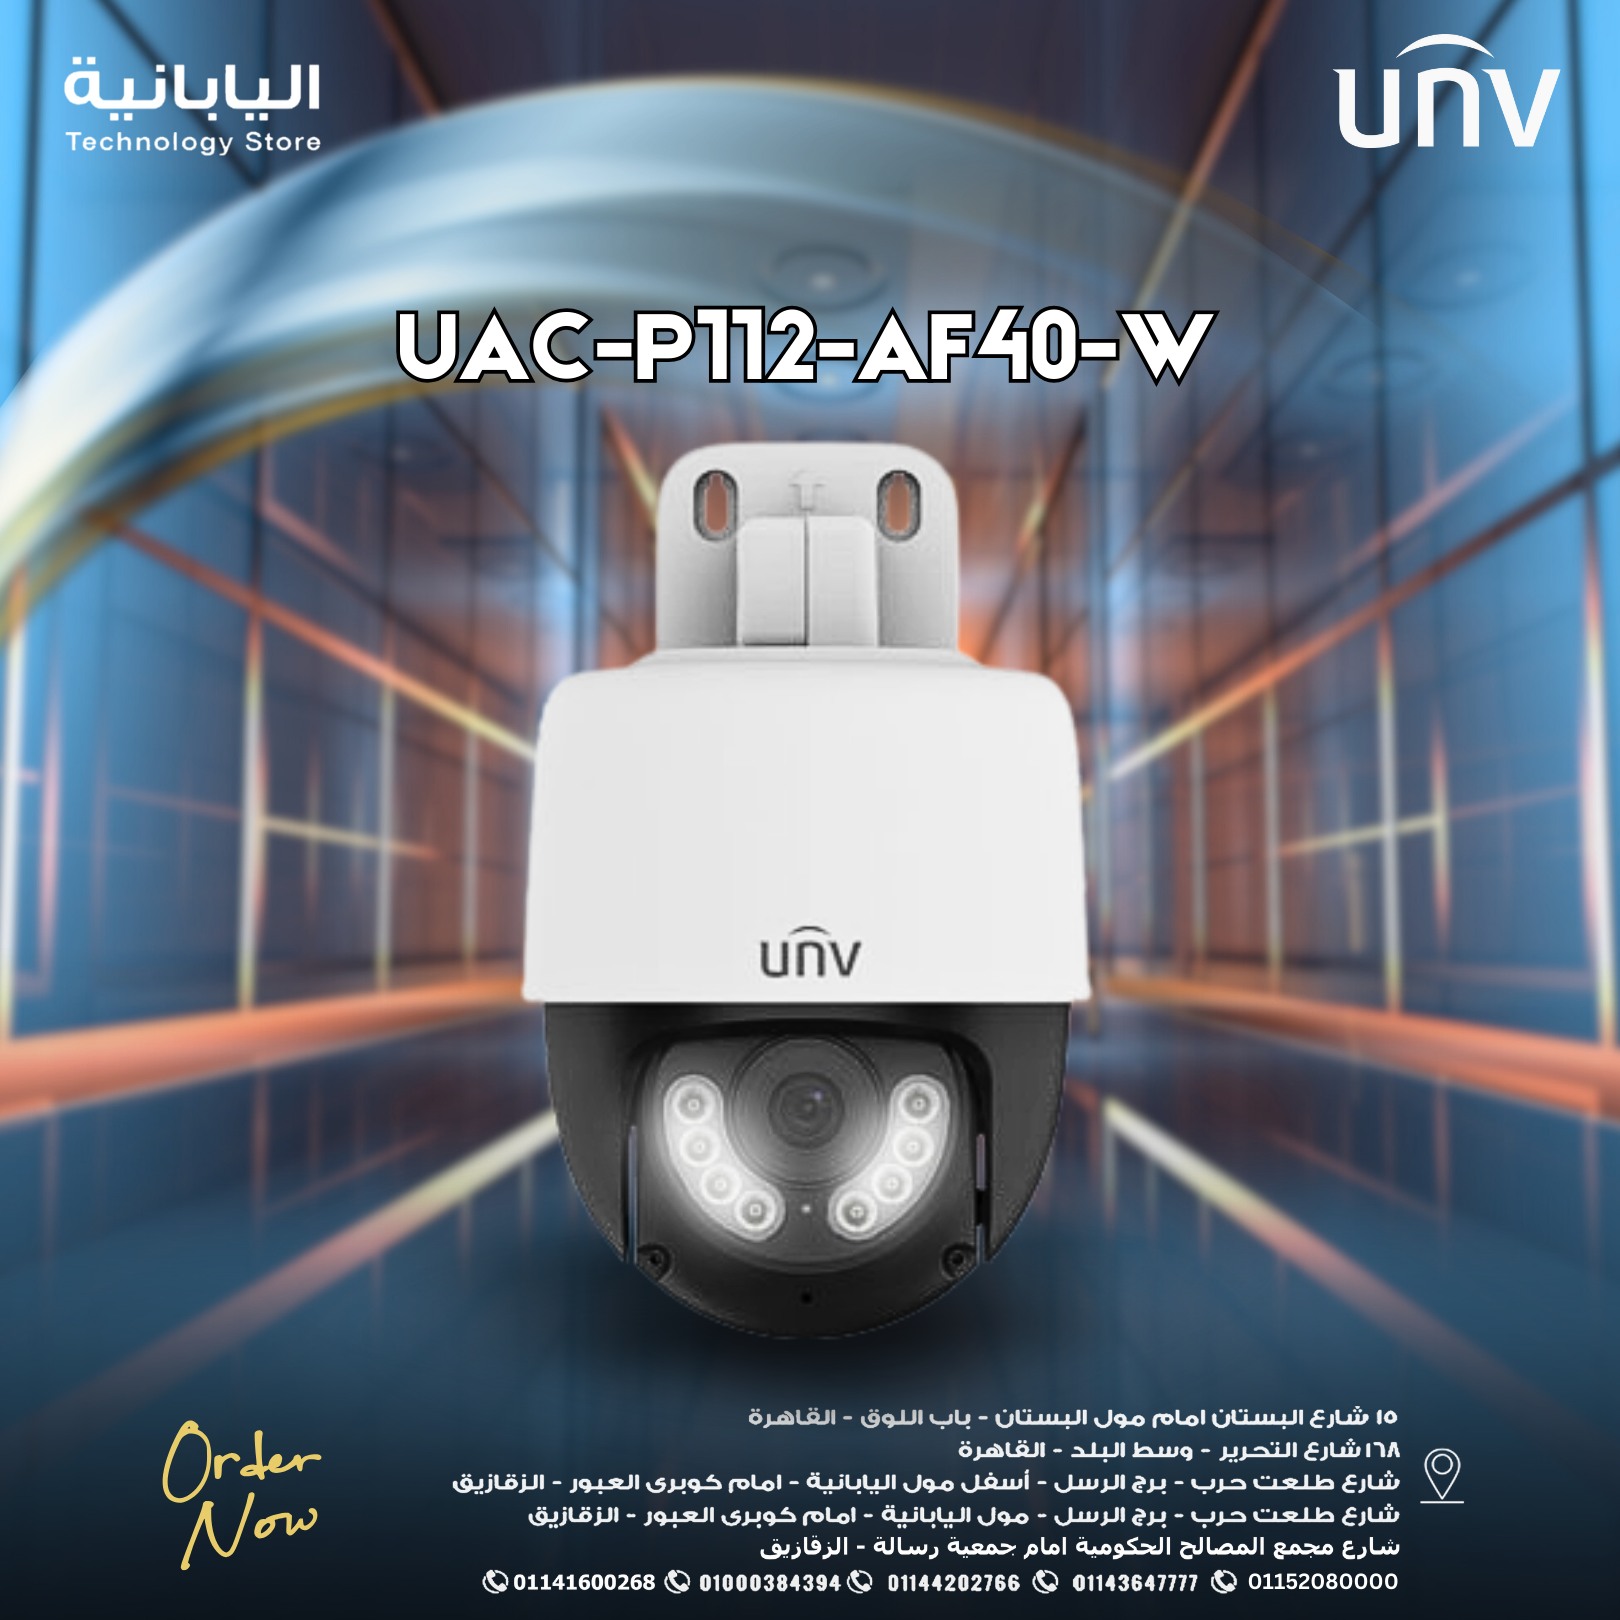 اليابانية
Technology Store
unv
UAC-P112-AF40-W
unv
١٥ شارع البستان امام مول البستان - باب اللوق - القاهرة
١٦٨ شارع التحرير - وسط البلد - القاهرة
شارع طلعت حرب - برج الرسل - أسفل مول اليابانية - امام كوبرى العبور - الزقازيق
شارع طلعت حرب - برج الرسل - مول اليابانية - امام كوبرى العبور - الزقازيق
شارع مجمع المصالح الحكومية امام جمعية رسالة - الزقازيق
01141600268 01000384394 01144202766 01143647777 01152080000
Order
Now